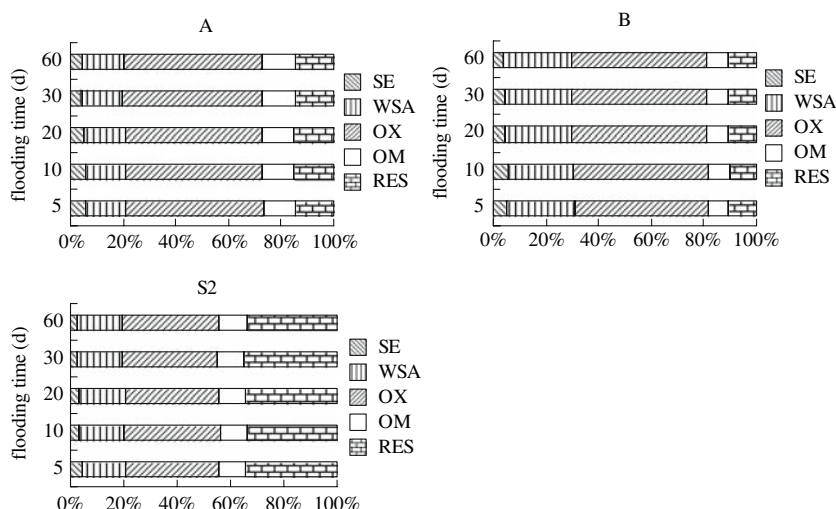 A
flooding time (d)
60
30
20
10
5
0% 20% 40% 60% 80% 100%
SE
WSA
OX
OM
RES
B
flooding time (d)
60
30
20
10
5
0% 20% 40% 60% 80% 100%
SE
WSA
OX
OM
RES
S2
flooding time (d)
60
30
20
10
5
0% 20% 40% 60% 80% 100%
SE
WSA
OX
OM
RES